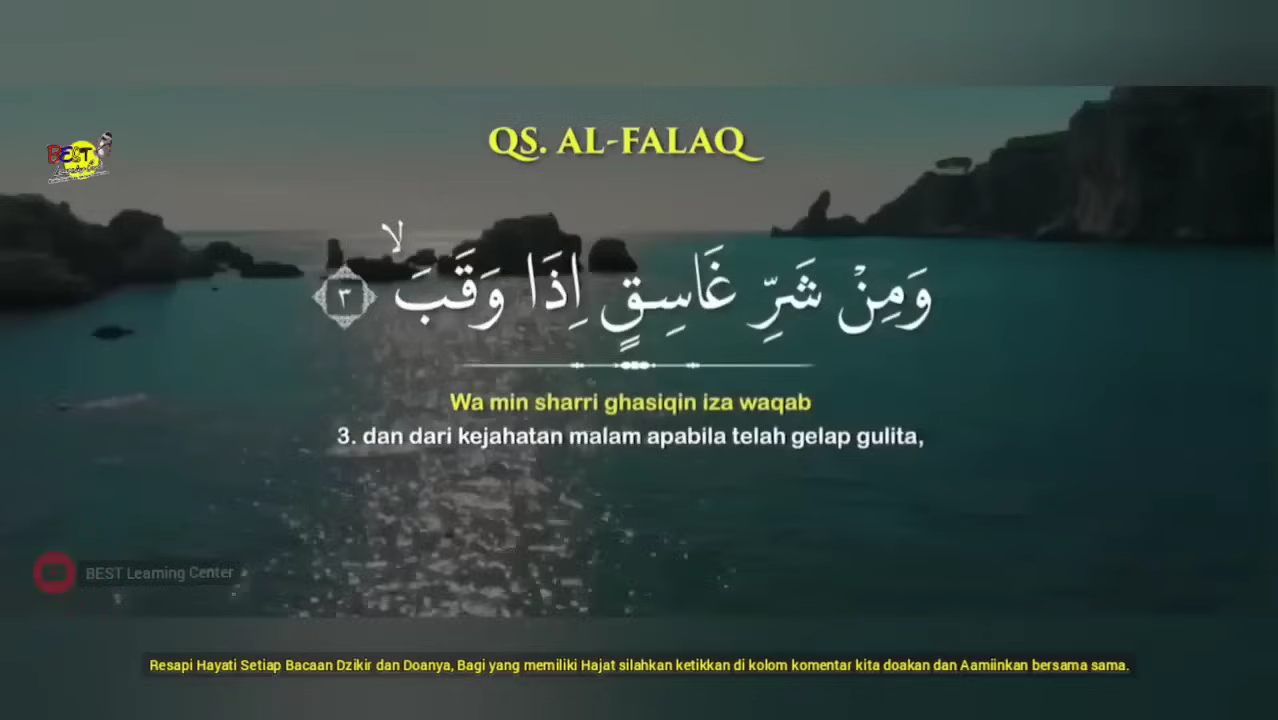 QS. AL-FALAQ
BEST
وَمِنْ شَرِّ غَاسِقٍ اِذَا وَقَبَ ۙ ٣
Wa min sharri ghasiqin iza waqab
3. dan dari kejahatan malam apabila telah gelap gulita,
BEST Learning Center
Resapi Hayati Setiap Bacaan Dzikir dan Doanya, Bagi yang memiliki Hajat silahkan ketikkan di kolom komentar kita doakan dan Aamiinkan bersama sama.